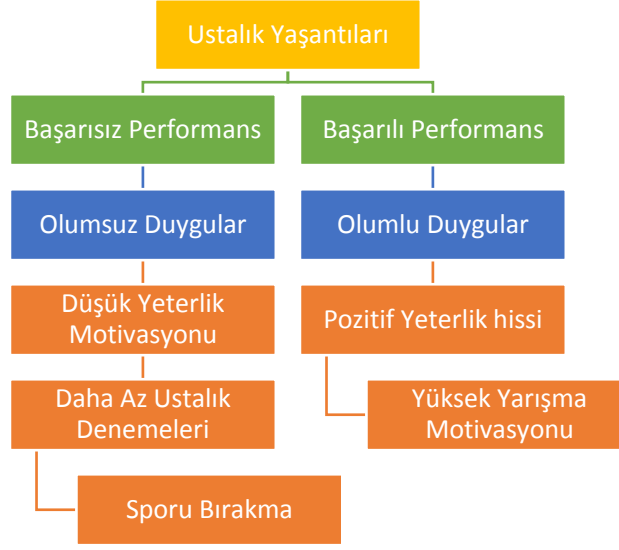 Ustalık Yaşantıları
Başarısız Performans
Başarılı Performans
Olumsuz Duygular
Olumlu Duygular
Düşük Yeterlik
Motivasyonu
Pozitif Yeterlik hissi
Daha Az Ustalık
Denemeleri
Yüksek Yarışma
Motivasyonu
Sporu Bırakma